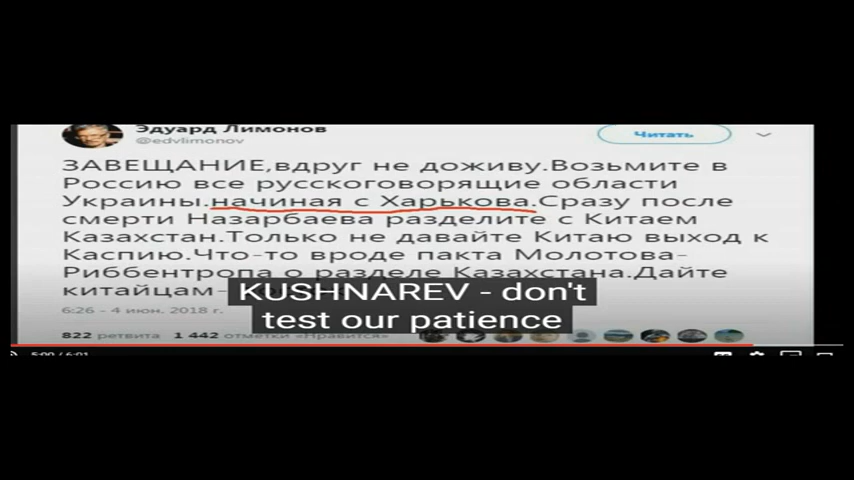 Эдуард Лимонов
@edvlimonov
Читать
ЗАВЕЩАНИЕ,вдруг не доживу.Возьмите в
Россию все русскоговорящие области
Украины.начиная с Харькова.Сразу после
смерти Назарбаева разделите с Китаем
Казахстан.Только не давайте Китаю выход к
Каспию.Что-то вроде пакта Молотова-
Риббентропа о разделе Казахстана.Дайте
китайцам-
KUSHNAREV - don't
test our patience
6:26 - 4 июн. 2018 г.
822 ретвита 1 442 отметки «Нравится»
5:00 / 6:01